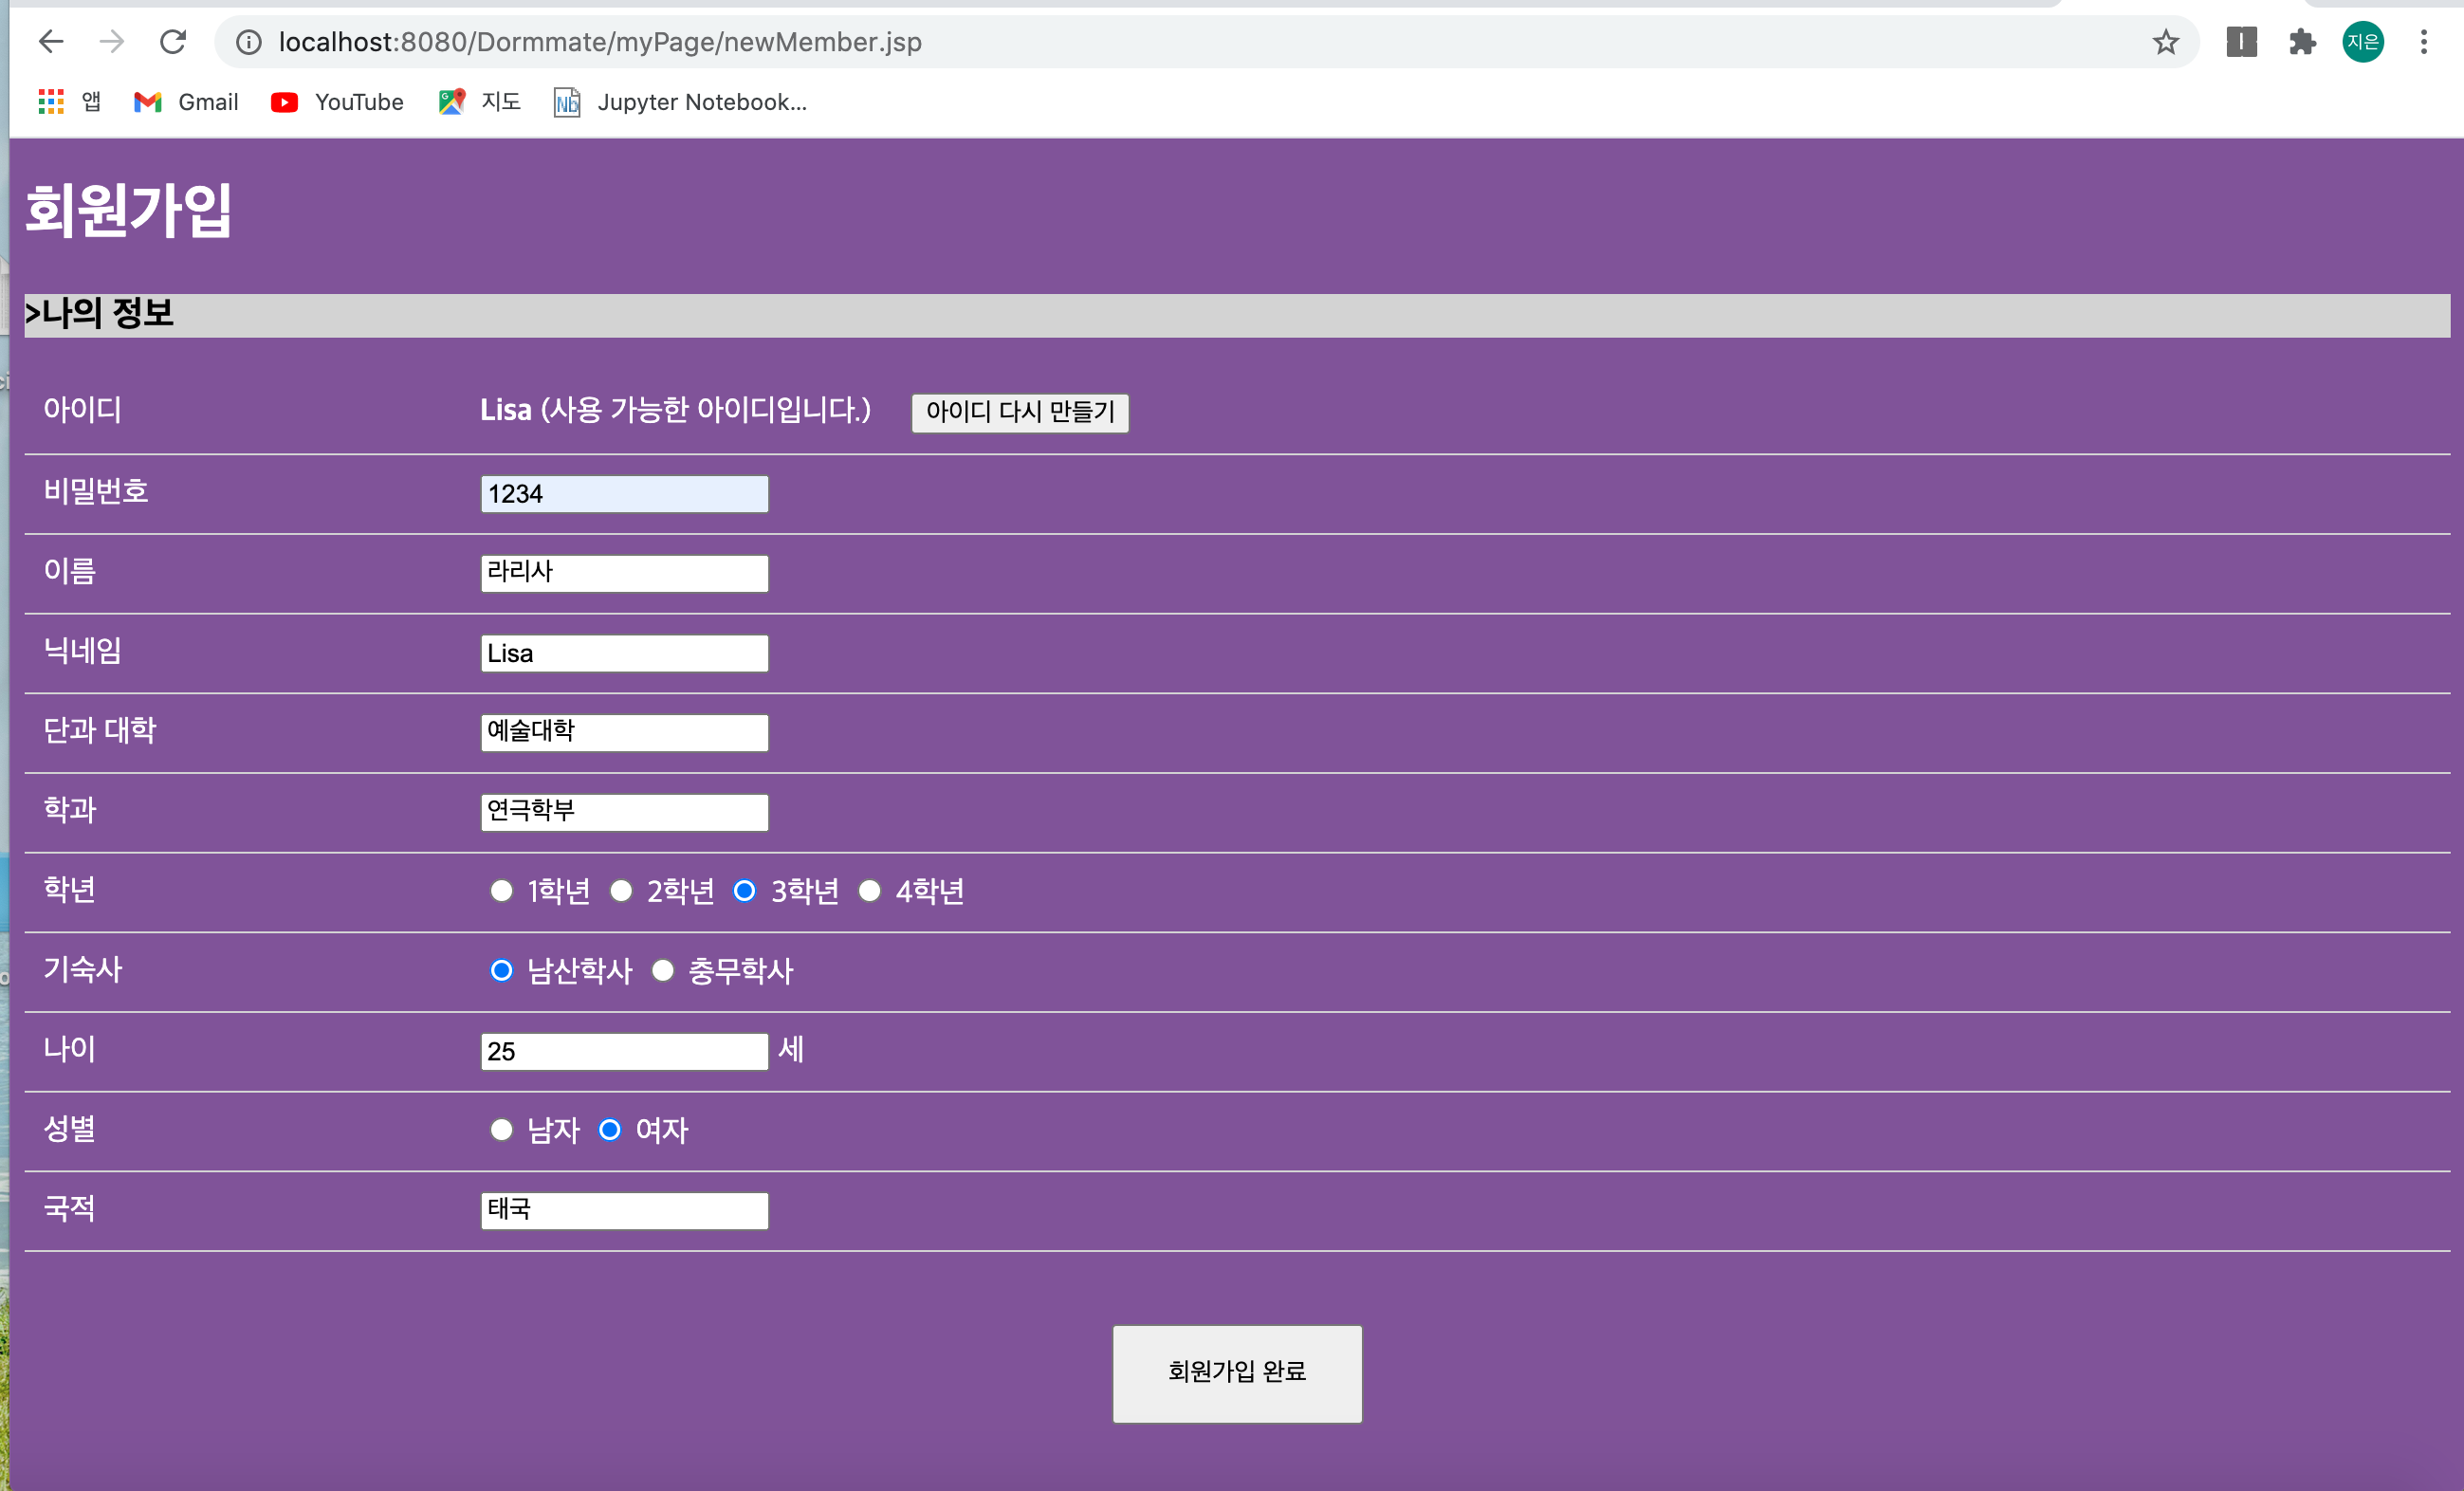 localhost:8080/Dormmate/myPage/newMember.jsp
지은
앱 Gmail YouTube 지도 Jupyter Notebook...
회원가입
>나의 정보
아이디 Lisa (사용 가능한 아이디입니다.) 아이디 다시 만들기
비밀번호 1234
이름 라리사
닉네임 Lisa
단과 대학 예술대학
학과 연극학부
학년 1학년 2학년 3학년 4학년
기숙사 남산학사 충무학사
나이 25 세
성별 남자 여자
국적 태국
회원가입 완료